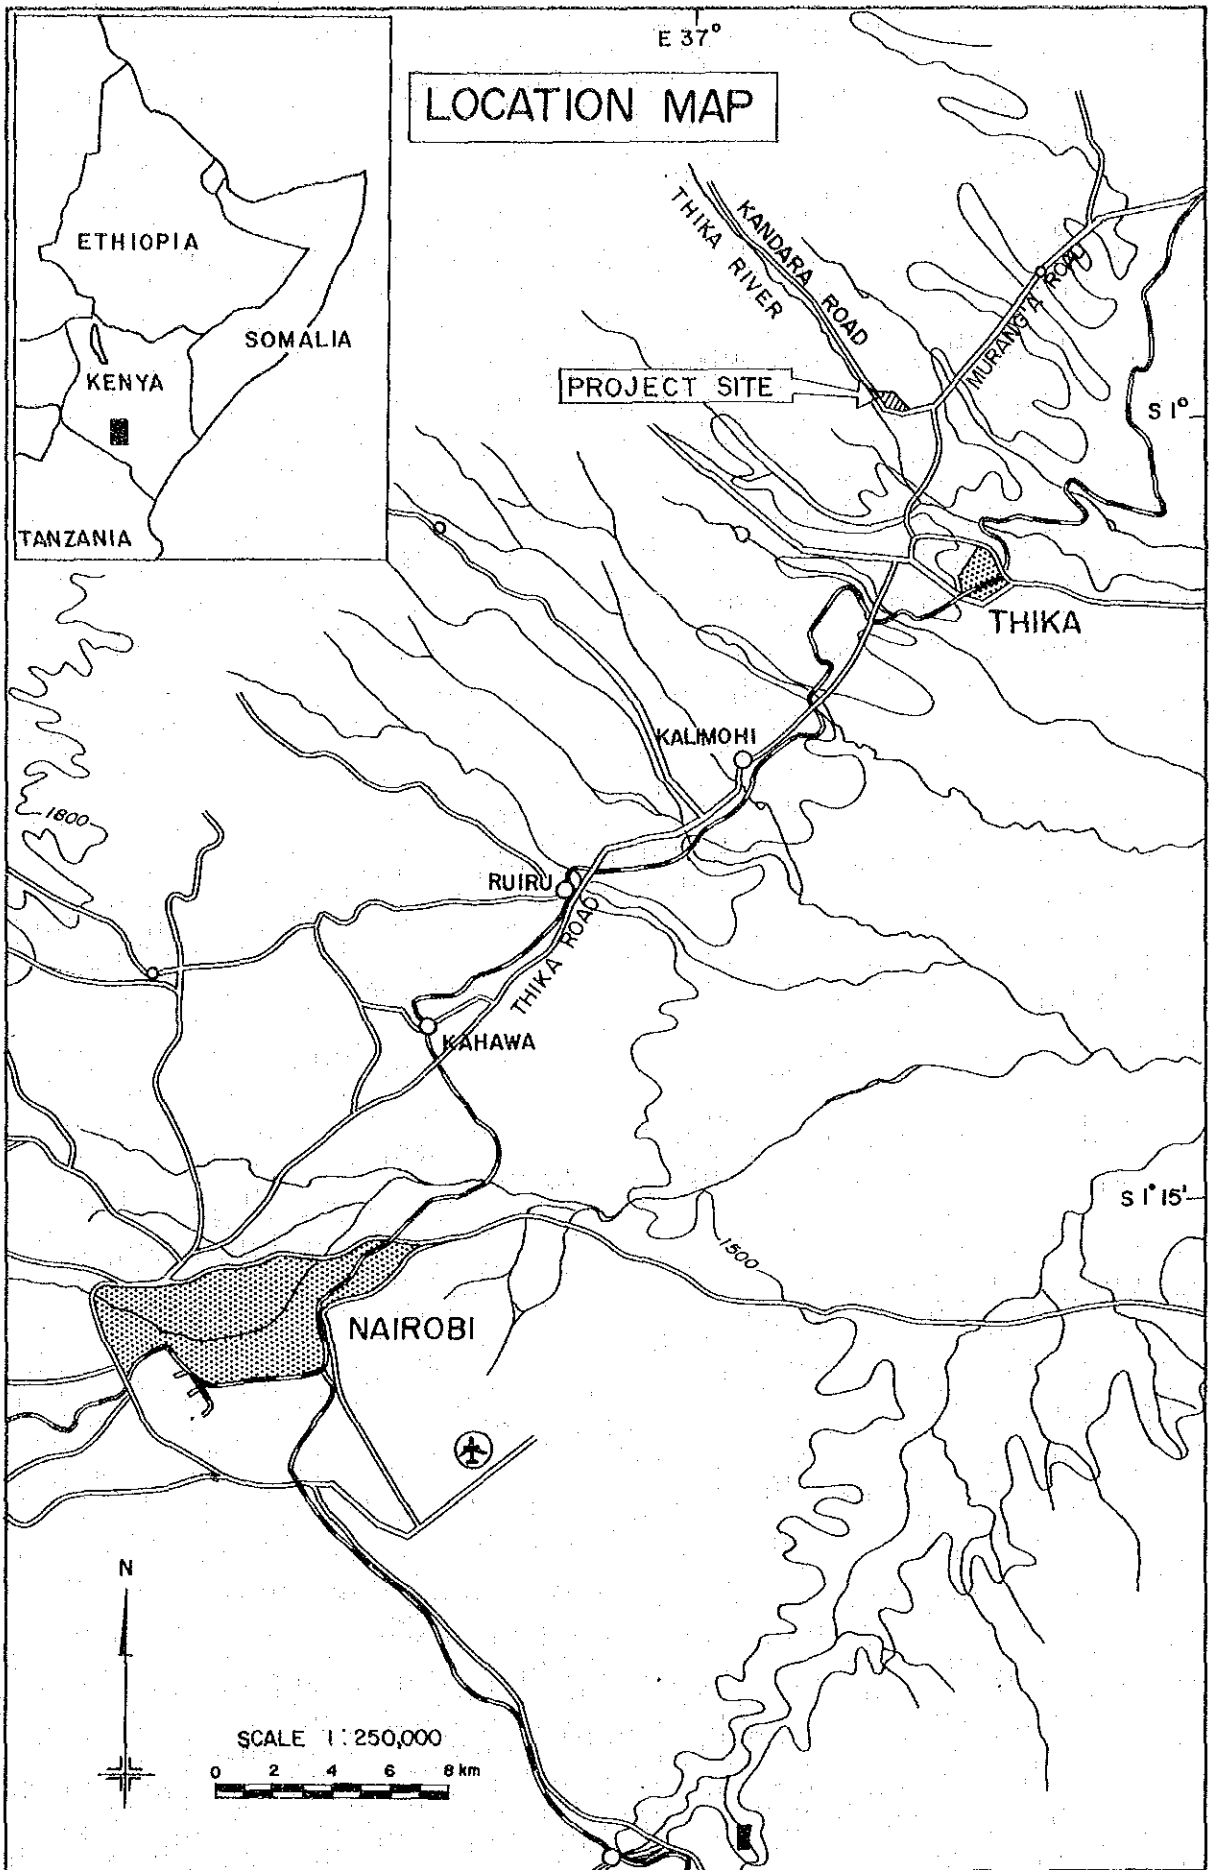 E 37°
LOCATION MAP
ETHIOPIA
SOMALIA
KENYA
TANZANIA
KANDARA ROAD
THIKA RIVER
MURANG'A ROAD
PROJECT SITE
S 1°
THIKA
KALIMOHI
1800
RUIRU
THIKA ROAD
KAHAWA
S 1° 15'
1500
NAIROBI
N
SCALE 1:250,000
0 2 4 6 8 km